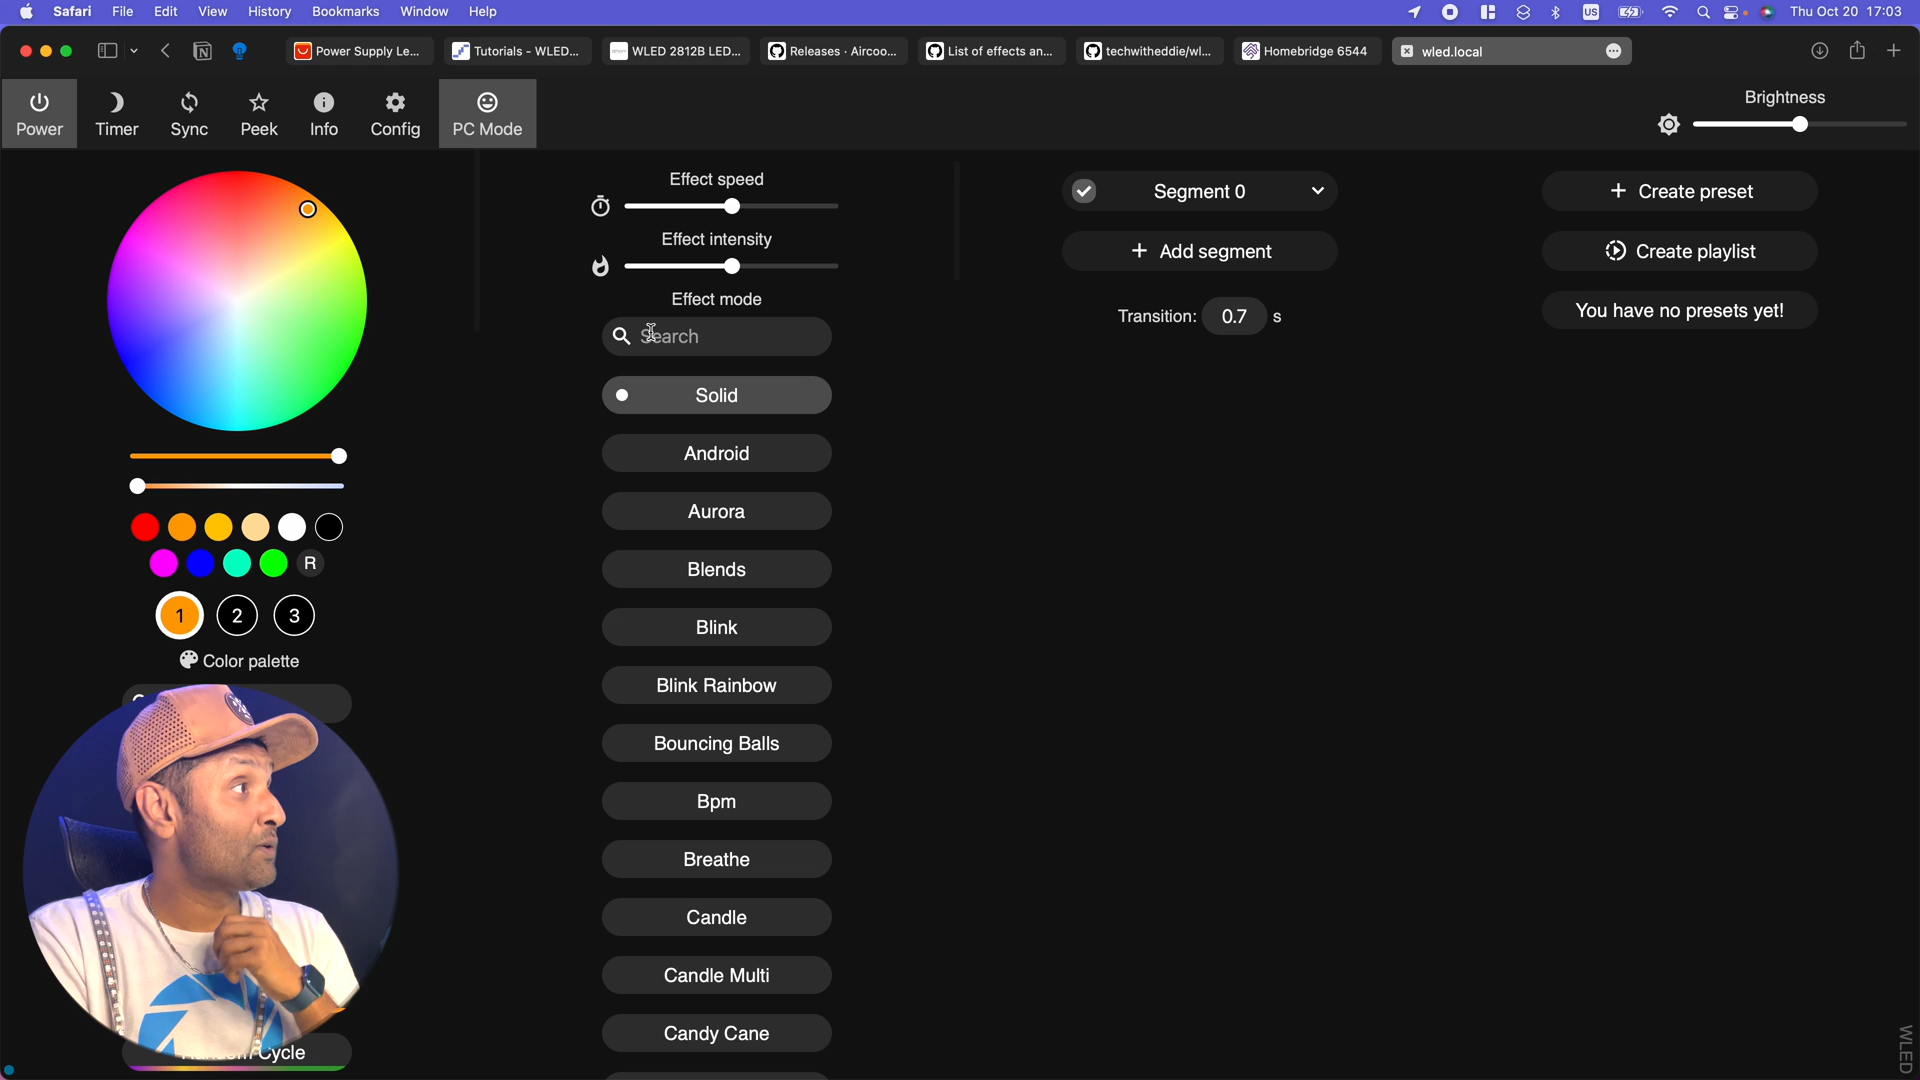 Safari File Edit View History Bookmarks Window Help US Thu Oct 20 17:03
Power Supply Le... Tutorials - WLED... WLED 2812B LED... Releases · Aircoo... List of effects an... techwitheddie/wl... Homebridge 6544 wled.local
Power Timer Sync Peek Info Config PC Mode
Brightness
Effect speed
Effect intensity
Effect mode
Search
Solid
Android
Aurora
Blends
Blink
Blink Rainbow
Bouncing Balls
Bpm
Breathe
Candle
Candle Multi
Candy Cane
R
1 2 3
Color palette
Cycle
Segment 0
+ Add segment
Transition: 0.7 s
+ Create preset
Create playlist
You have no presets yet!
WLED